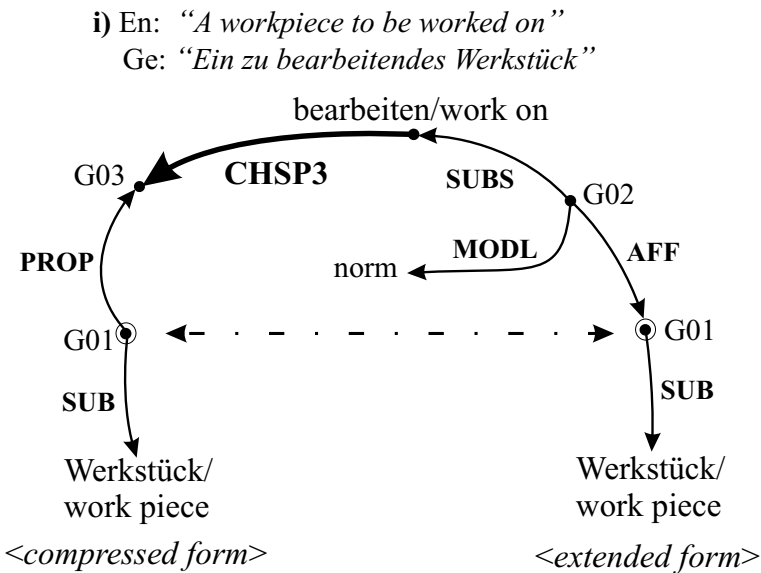 i) En: “A workpiece to be worked on”
Ge: “Ein zu bearbeitendes Werkstück”
bearbeiten/work on
G03
CHSP3
SUBS
G02
PROP
norm
MODL
AFF
G01
G01
SUB
SUB
Werkstück/
work piece
Werkstück/
work piece
<compressed form>
<extended form>